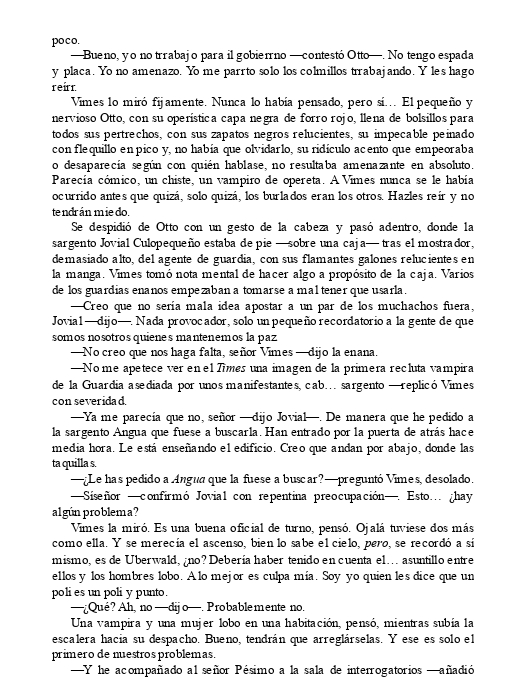 poco.
—Bueno, yo no trrabajo para il gobierrno —contestó Otto—. No tengo espada
y placa. Yo no amenazo. Yo me parrto solo los colmillos trrabajando. Y les hago
reírr.
Vimes lo miró fijamente. Nunca lo había pensado, pero sí… El pequeño y
nervioso Otto, con su operística capa negra de forro rojo, llena de bolsillos para
todos sus pertrechos, con sus zapatos negros relucientes, su impecable peinado
con flequillo en pico y, no había que olvidarlo, su ridículo acento que empeoraba
o desaparecía según con quién hablase, no resultaba amenazante en absoluto.
Parecía cómico, un chiste, un vampiro de opereta. A Vimes nunca se le había
ocurrido antes que quizá, solo quizá, los burlados eran los otros. Hazles reír y no
tendrán miedo.
Se despidió de Otto con un gesto de la cabeza y pasó adentro, donde la
sargento Jovial Culopequeño estaba de pie —sobre una caja— tras el mostrador,
demasiado alto, del agente de guardia, con sus flamantes galones relucientes en
la manga. Vimes tomó nota mental de hacer algo a propósito de la caja. Varios
de los guardias enanos empezaban a tomarse a mal tener que usarla.
—Creo que no sería mala idea apostar a un par de los muchachos fuera,
Jovial —dijo—. Nada provocador, solo un pequeño recordatorio a la gente de que
somos nosotros quienes mantenemos la paz
—No creo que nos haga falta, señor Vimes —dijo la enana.
—No me apetece ver en el Times una imagen de la primera recluta vampira
de la Guardia asediada por unos manifestantes, cab… sargento —replicó Vimes
con severidad.
—Ya me parecía que no, señor —dijo Jovial—. De manera que he pedido a
la sargento Angua que fuese a buscarla. Han entrado por la puerta de atrás hace
media hora. Le está enseñando el edificio. Creo que andan por abajo, donde las
taquillas.
—¿Le has pedido a Angua que la fuese a buscar? —preguntó Vimes, desolado.
—Síseñor —confirmó Jovial con repentina preocupación—. Esto… ¿hay
algún problema?
Vimes la miró. Es una buena oficial de turno, pensó. Ojalá tuviese dos más
como ella. Y se merecía el ascenso, bien lo sabe el cielo, pero, se recordó a sí
mismo, es de Uberwald, ¿no? Debería haber tenido en cuenta el… asuntillo entre
ellos y los hombres lobo. A lo mejor es culpa mía. Soy yo quien les dice que un
poli es un poli y punto.
—¿Qué? Ah, no —dijo—. Probablemente no.
Una vampira y una mujer lobo en una habitación, pensó, mientras subía la
escalera hacia su despacho. Bueno, tendrán que arreglárselas. Y ese es solo el
primero de nuestros problemas.
—Y he acompañado al señor Pésimo a la sala de interrogatorios —añadió